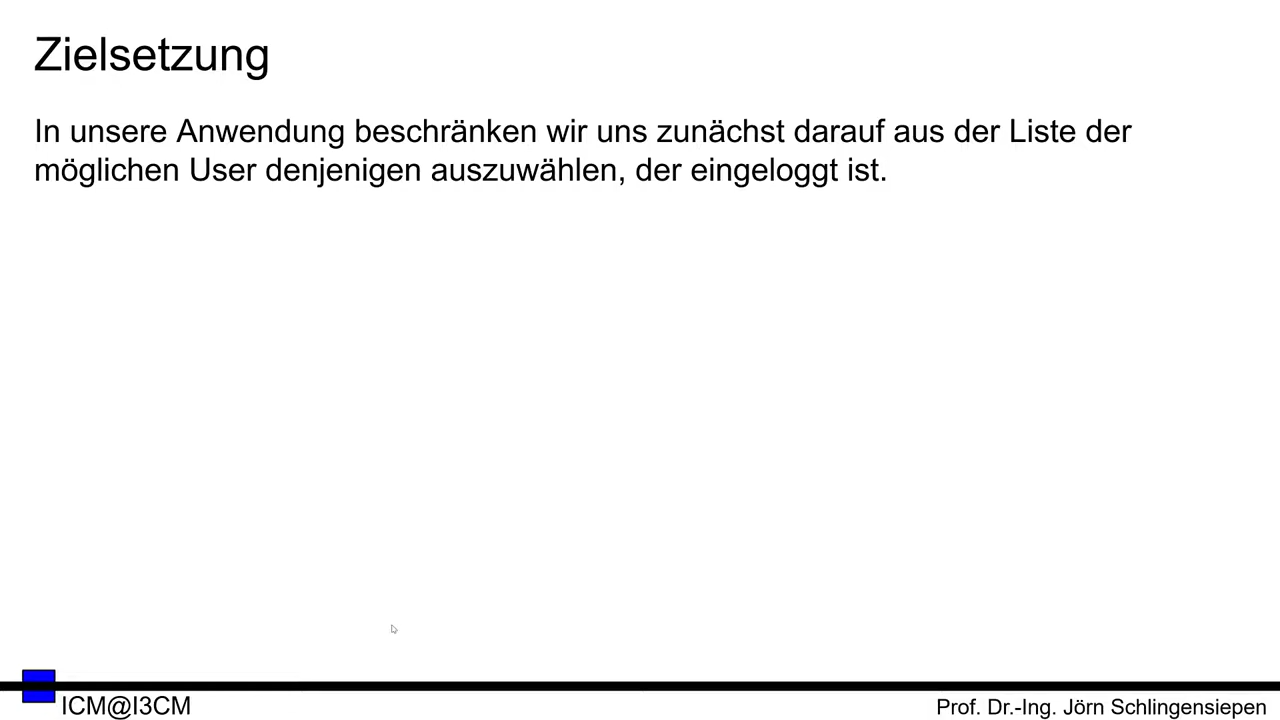 Zielsetzung
In unsere Anwendung beschränken wir uns zunächst darauf aus der Liste der
möglichen User denjenigen auszuwählen, der eingeloggt ist.
ICM@I3CM
Prof. Dr.-Ing. Jörn Schlingensiepen